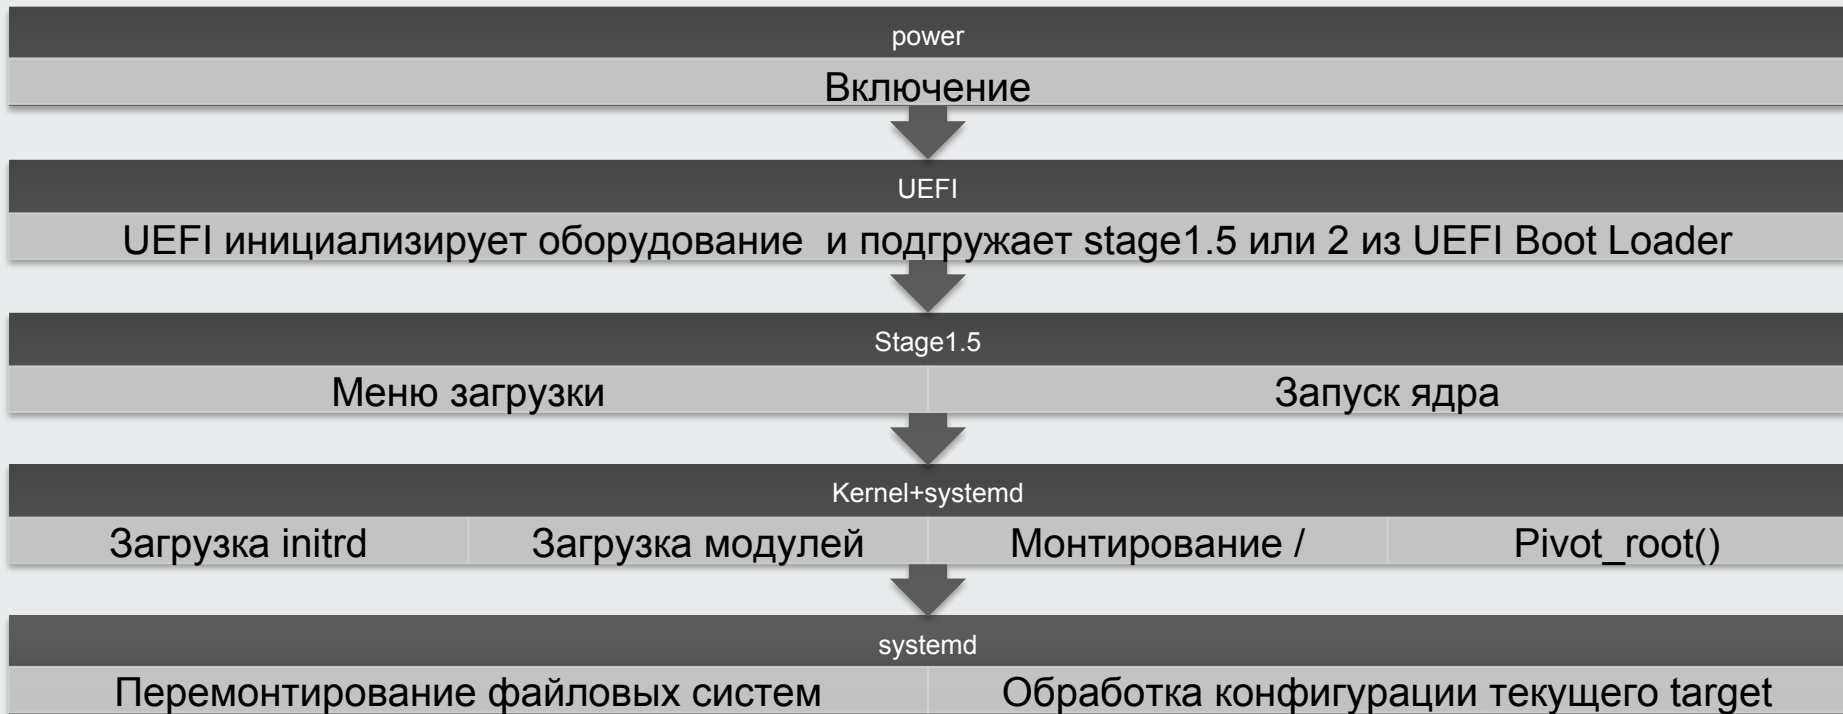 power
Включение
UEFI
UEFI инициализирует оборудование и подгружает stage1.5 или 2 из UEFI Boot Loader
Stage1.5
Меню загрузки
Запуск ядра
Kernel+systemd
Загрузка initrd
Загрузка модулей
Монтирование /
Pivot_root()
systemd
Перемонтирование файловых систем
Обработка конфигурации текущего target